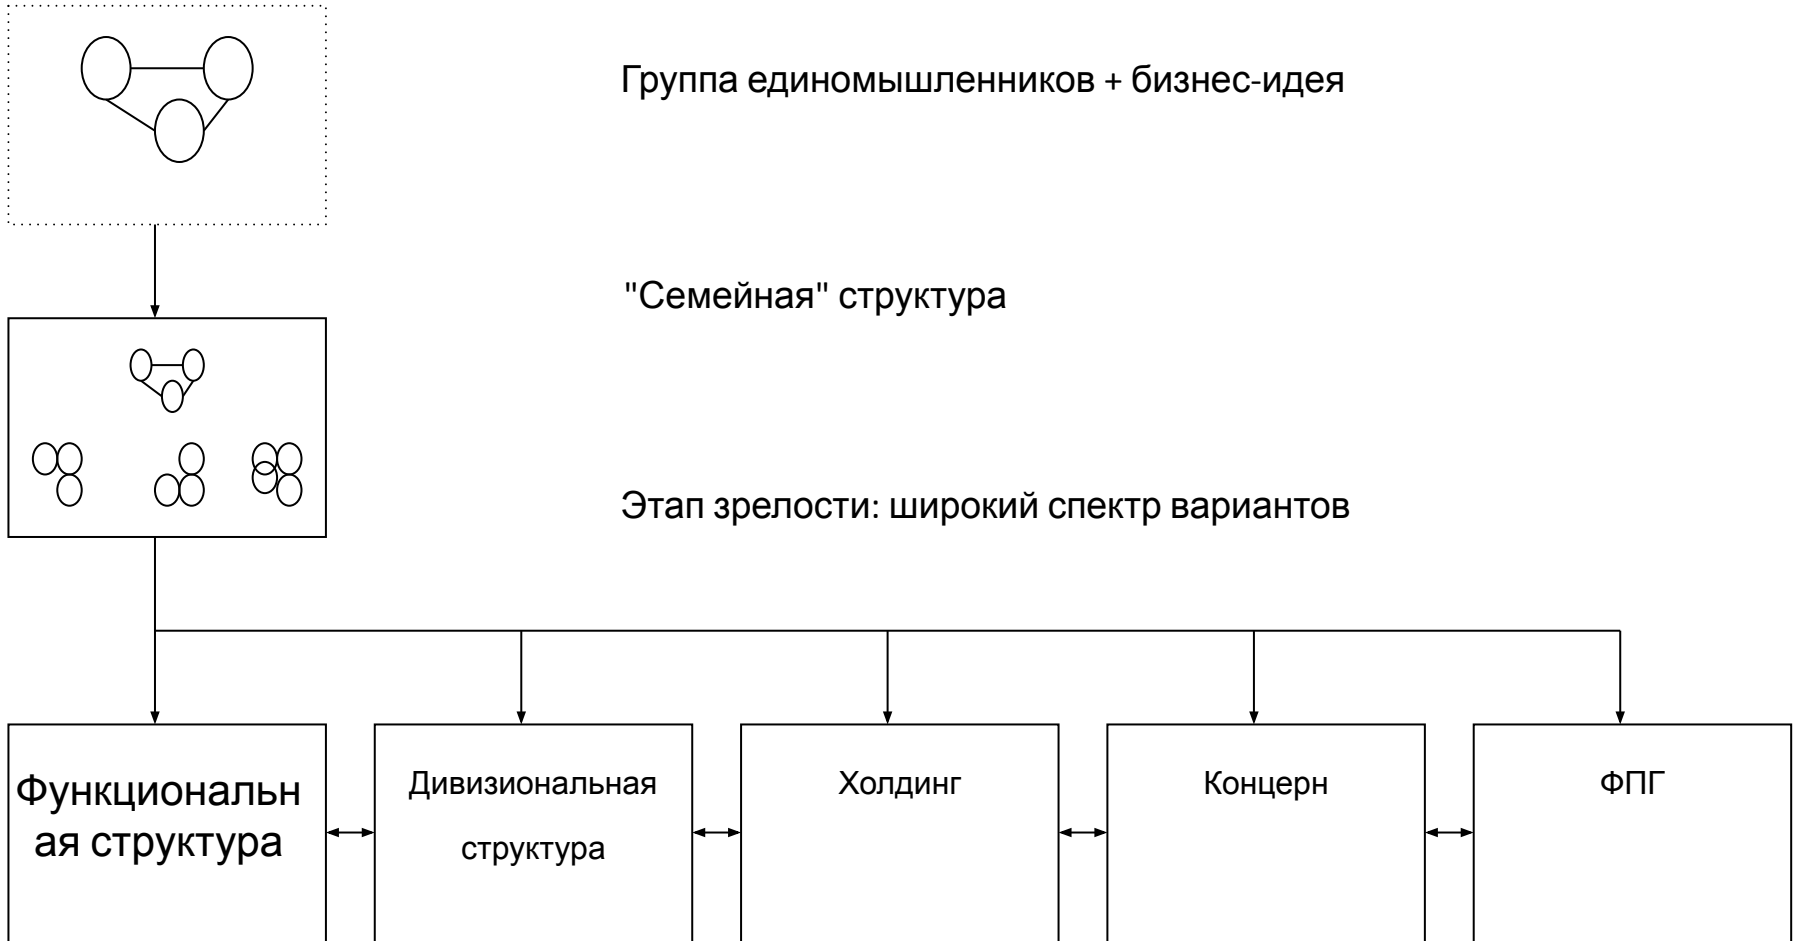 Группа единомышленников + бизнес-идея
"Семейная" структура
Этап зрелости: широкий спектр вариантов
Функциональн
ая структура
Дивизиональная
структура
Холдинг
Концерн
ФПГ